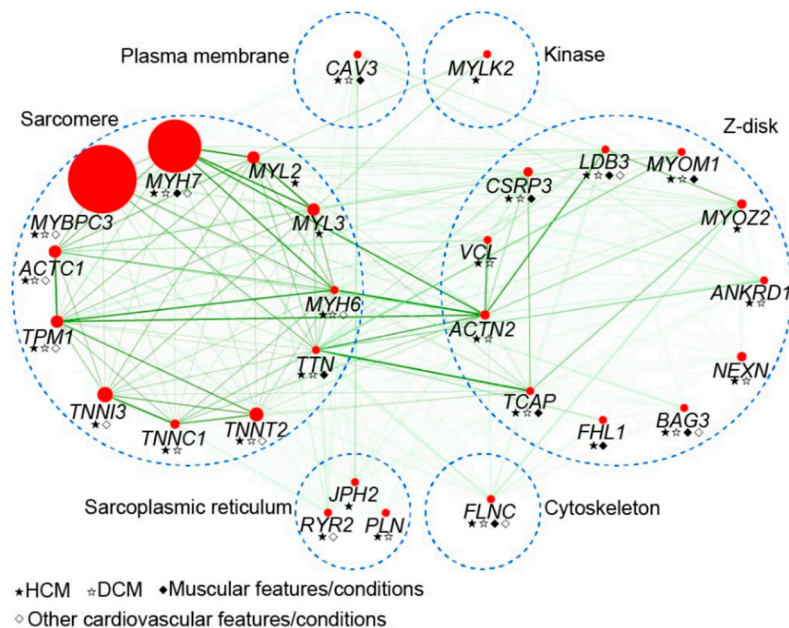 Plasma membrane
Kinase
CAV3
★☆◆
MYLK2
★
Sarcomere
Z-disk
MYH7
★☆◆◇
MYL2
★
MYBPC3
★☆◇
MYL3
★
ACTC1
★☆◇
MYH6
★☆◇
TPM1
★☆◇
TTN
★☆◆
TNNI3
★◇
TNNC1
★☆
TNNT2
★☆◇
LDB3
★☆◆◇
MYOM1
★☆◆
CSRP3
★☆◆
MYOZ2
★
VCL
★☆
ANKRD1
★☆
ACTN2
★☆
NEXN
★☆
TCAP
★☆◆
FHL1
★◆
BAG3
★☆◆◇
Sarcoplasmic reticulum
JPH2
★
RYR2
★◇
PLN
★☆
FLNC
★☆◆◇
Cytoskeleton
★HCM ☆DCM ◆Muscular features/conditions
◇Other cardiovascular features/conditions